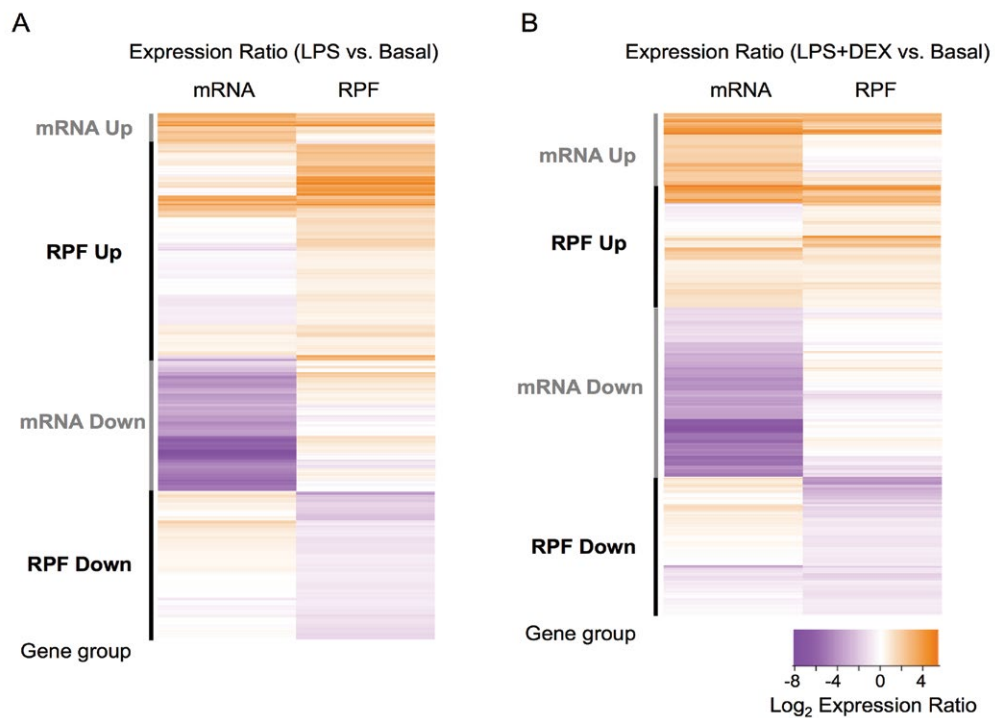 A
Expression Ratio (LPS vs. Basal)
mRNA RPF
mRNA Up
RPF Up
mRNA Down
RPF Down
Gene group
B
Expression Ratio (LPS+DEX vs. Basal)
mRNA RPF
mRNA Up
RPF Up
mRNA Down
RPF Down
Gene group
-8 -4 0 4
Log₂ Expression Ratio